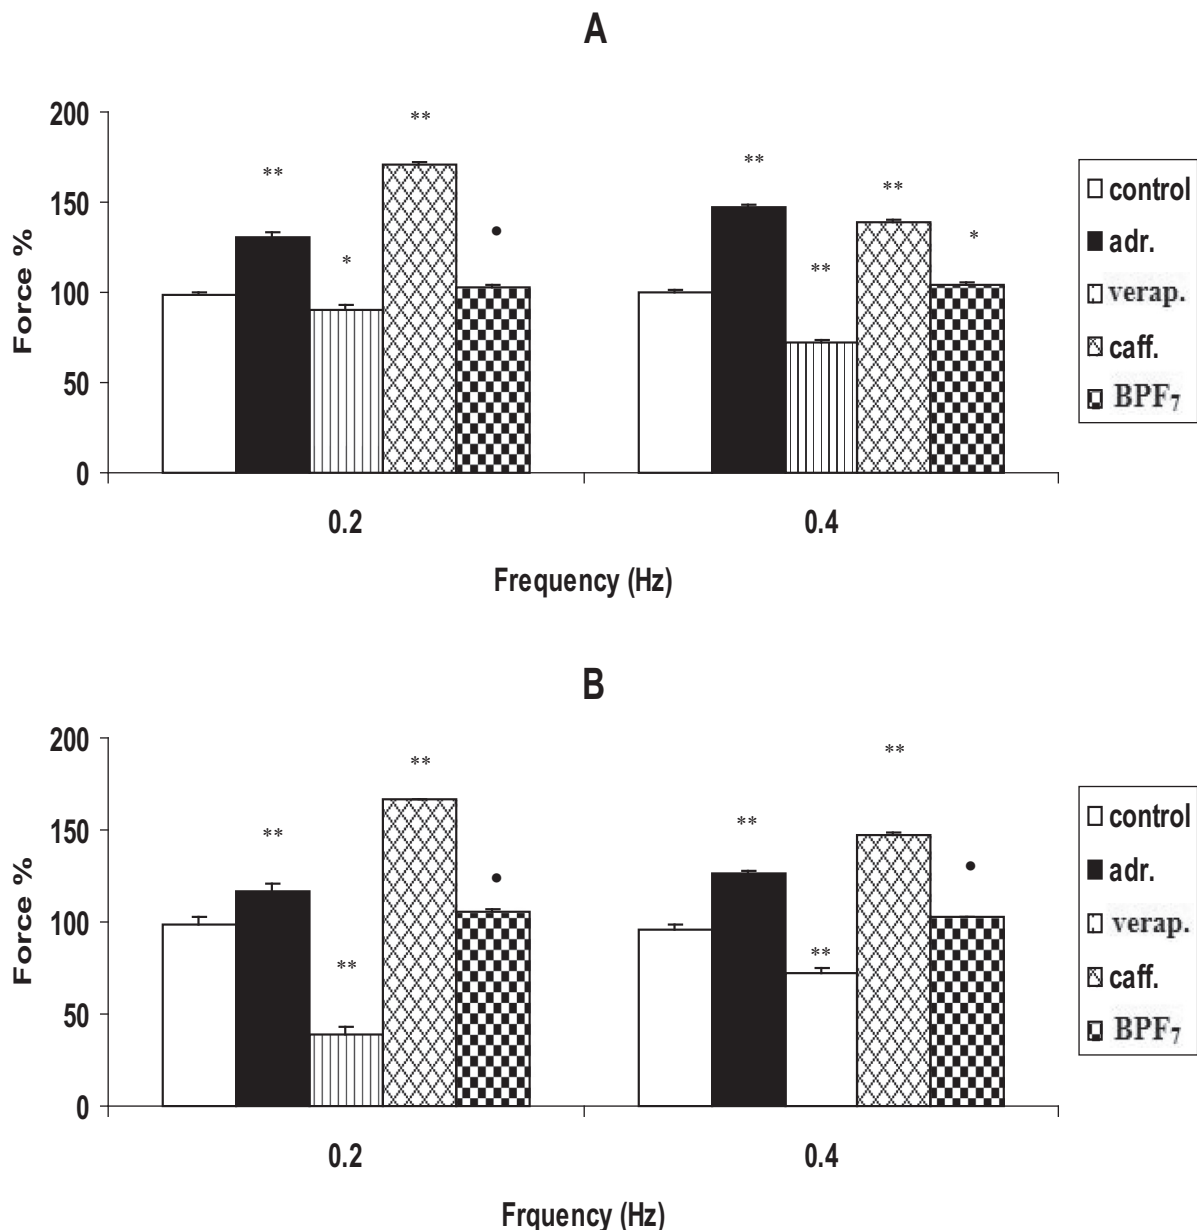 A
200
150
100
50
0
Force %
** * ** •
** ** ** *
0.2 0.4
Frequency (Hz)
control
adr.
verap.
caff.
BPF₇
B
200
150
100
50
0
Force %
** ** ** •
** ** ** •
0.2 0.4
Frquency (Hz)
control
adr.
verap.
caff.
BPF₇